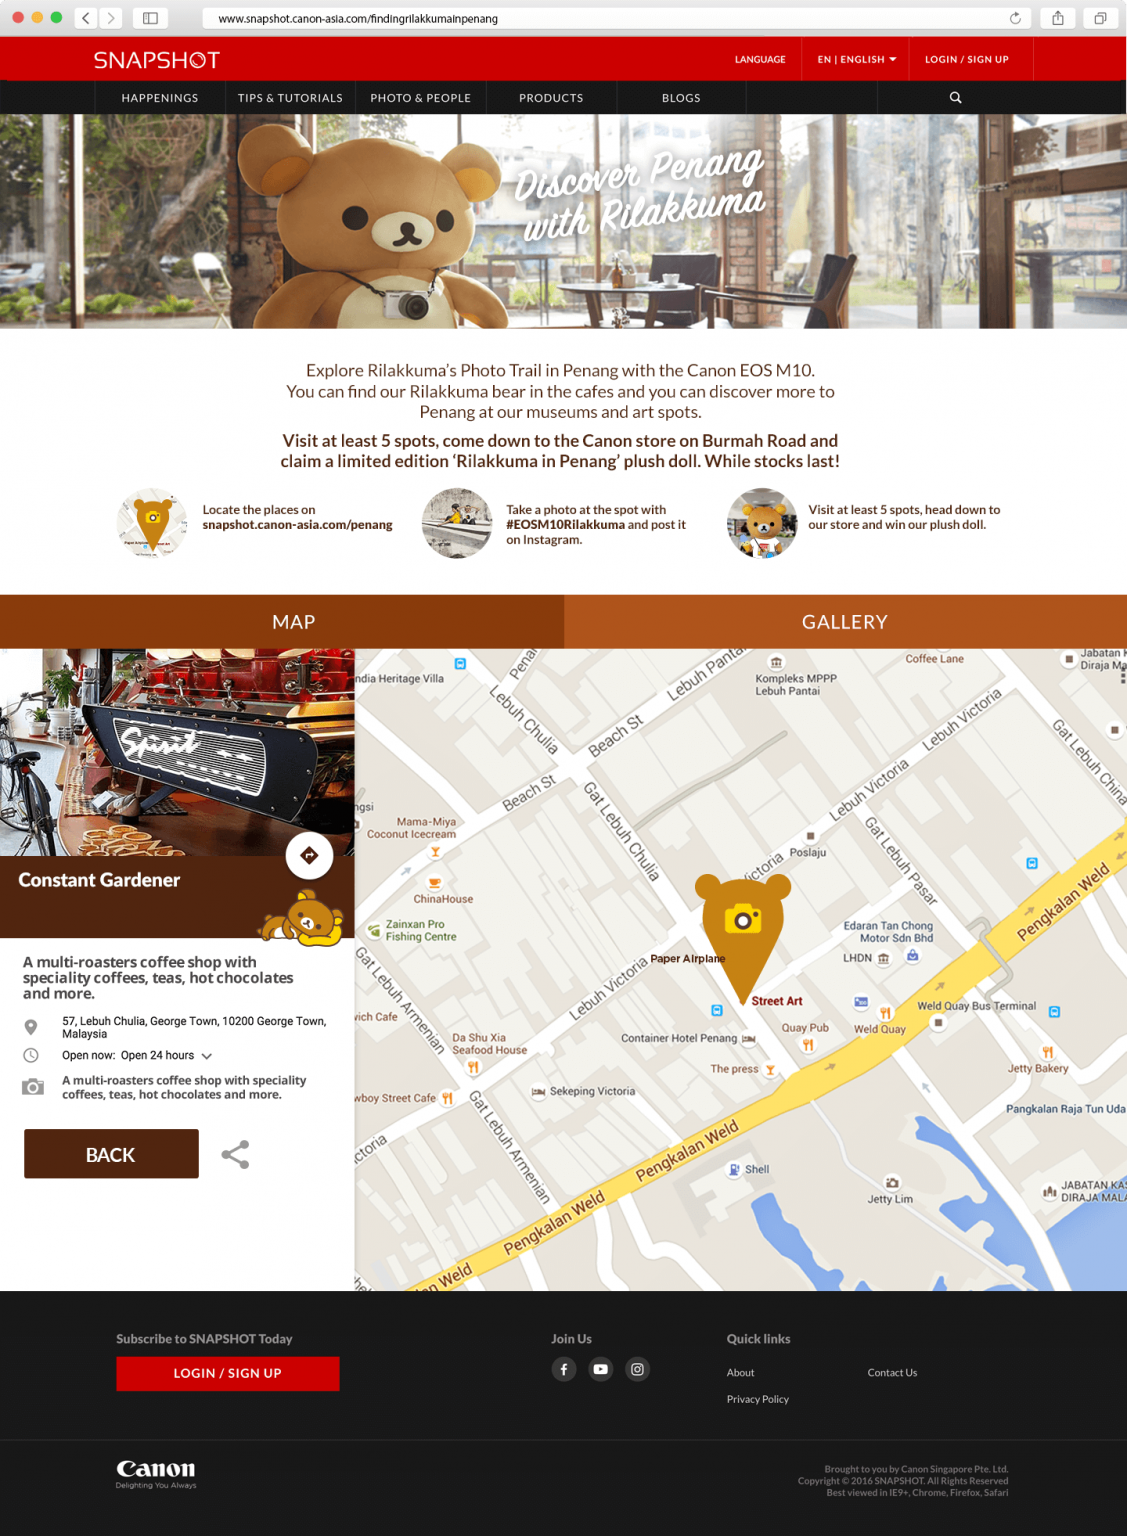 www.snapshot.canon-asia.com/findingrilakkumainpenang
SNAPSHOT
LANGUAGE
EN | ENGLISH
LOGIN / SIGN UP
HAPPENINGS
TIPS & TUTORIALS
PHOTO & PEOPLE
PRODUCTS
BLOGS
Discover Penang
with Rilakkuma
Explore Rilakkuma's Photo Trail in Penang with the Canon EOS M10.
You can find our Rilakkuma bear in the cafes and you can discover more to
Penang at our museums and art spots.
Visit at least 5 spots, come down to the Canon store on Burmah Road and
claim a limited edition ‘Rilakkuma in Penang’ plush doll. While stocks last!
Locate the places on
snapshot.canon-asia.com/penang
Take a photo at the spot with
#EOSM10Rilakkuma and post it
on Instagram.
Visit at least 5 spots, head down to
our store and win our plush doll.
MAP
GALLERY
Spirit
Constant Gardener
A multi-roasters coffee shop with
speciality coffees, teas, hot chocolates
and more.
57, Lebuh Chulia, George Town, 10200 George Town,
Malaysia
Open now: Open 24 hours
A multi-roasters coffee shop with speciality
coffees, teas, hot chocolates and more.
BACK
ndia Heritage Villa
Penan
Lebuh Pantai
Kompleks MPPP
Lebuh Pantai
Coffee Lane
Jabatan K
Diraja Ma
Lebuh Chulia
Beach St
Lebuh Victoria
Gat Lebuh China
Beach St
Gat Lebuh Chulia
Lebuh Victoria
ngsi
Mama-Miya
Coconut Icecream
Poslaju
Victoria
Gat Lebuh Pasar
ChinaHouse
Pengkalan Weld
Zainxan Pro
Fishing Centre
Edaran Tan Chong
Motor Sdn Bhd
LHDN
Gat Lebuh Armenian
Lebuh Victoria
Paper Airplane
Street Art
Weld Quay Bus Terminal
wich Cafe
Quay Pub
Weld Quay
Da Shu Xia
Seafood House
Container Hotel Penang
The press
Jetty Bakery
wboy Street Cafe
Sekeping Victoria
Pangkalan Raja Tun Uda
Gat Lebuh Armenian
ictoria
Pengkalan Weld
Shell
Jetty Lim
JABATAN KAS
DIRAJA MALA
Pengkalan Weld
an Weld
Subscribe to SNAPSHOT Today
LOGIN / SIGN UP
Join Us
Quick links
About
Contact Us
Privacy Policy
Canon
Delighting You Always
Brought to you by Canon Singapore Pte. Ltd.
Copyright © 2016 SNAPSHOT. All Rights Reserved
Best viewed in IE9+, Chrome, Firefox, Safari